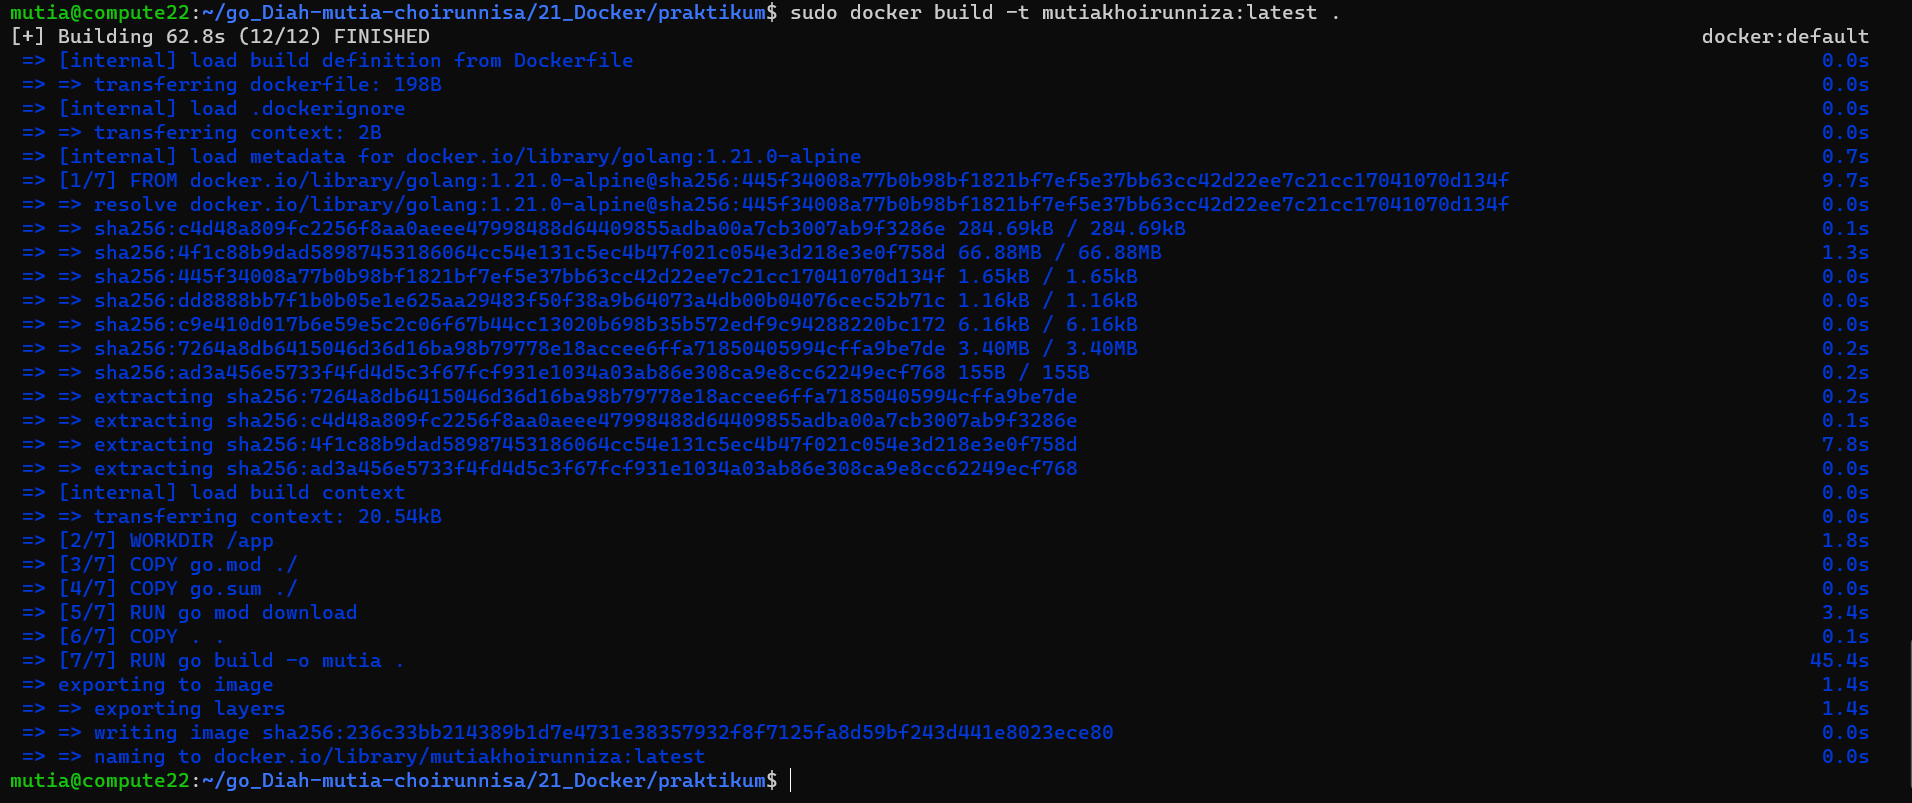 mutia@compute22:~/go_Diah-mutia-choirunnisa/21_Docker/praktikum$ sudo docker build -t mutiakhoirunniza:latest .
[+] Building 62.8s (12/12) FINISHED docker:default
=> [internal] load build definition from Dockerfile 0.0s
=> => transferring dockerfile: 198B 0.0s
=> [internal] load .dockerignore 0.0s
=> => transferring context: 2B 0.0s
=> [internal] load metadata for docker.io/library/golang:1.21.0-alpine 0.7s
=> [1/7] FROM docker.io/library/golang:1.21.0-alpine@sha256:445f34008a77b0b98bf1821bf7ef5e37bb63cc42d22ee7c21cc17041070d134f 9.7s
=> => resolve docker.io/library/golang:1.21.0-alpine@sha256:445f34008a77b0b98bf1821bf7ef5e37bb63cc42d22ee7c21cc17041070d134f 0.0s
=> => sha256:c4d48a809fc2256f8aa0aeee47998488d64409855adba00a7cb3007ab9f3286e 284.69kB / 284.69kB 0.1s
=> => sha256:4f1c88b9dad58987453186064cc54e131c5ec4b47f021c054e3d218e3e0f758d 66.88MB / 66.88MB 1.3s
=> => sha256:445f34008a77b0b98bf1821bf7ef5e37bb63cc42d22ee7c21cc17041070d134f 1.65kB / 1.65kB 0.0s
=> => sha256:dd8888bb7f1b0b05e1e625aa29483f50f38a9b64073a4db00b04076cec52b71c 1.16kB / 1.16kB 0.0s
=> => sha256:c9e410d017b6e59e5c2c06f67b44cc13020b698b35b572edf9c94288220bc172 6.16kB / 6.16kB 0.0s
=> => sha256:7264a8db6415046d36d16ba98b79778e18accee6ffa71850405994cffa9be7de 3.40MB / 3.40MB 0.2s
=> => sha256:ad3a456e5733f4fd4d5c3f67fcf931e1034a03ab86e308ca9e8cc62249ecf768 155B / 155B 0.2s
=> => extracting sha256:7264a8db6415046d36d16ba98b79778e18accee6ffa71850405994cffa9be7de 0.2s
=> => extracting sha256:c4d48a809fc2256f8aa0aeee47998488d64409855adba00a7cb3007ab9f3286e 0.1s
=> => extracting sha256:4f1c88b9dad58987453186064cc54e131c5ec4b47f021c054e3d218e3e0f758d 7.8s
=> => extracting sha256:ad3a456e5733f4fd4d5c3f67fcf931e1034a03ab86e308ca9e8cc62249ecf768 0.0s
=> [internal] load build context 0.0s
=> => transferring context: 20.54kB 0.0s
=> [2/7] WORKDIR /app 1.8s
=> [3/7] COPY go.mod ./ 0.0s
=> [4/7] COPY go.sum ./ 0.0s
=> [5/7] RUN go mod download 3.4s
=> [6/7] COPY . . 0.1s
=> [7/7] RUN go build -o mutia . 45.4s
=> exporting to image 1.4s
=> => exporting layers 1.4s
=> => writing image sha256:236c33bb214389b1d7e4731e38357932f8f7125fa8d59bf243d441e8023ece80 0.0s
=> => naming to docker.io/library/mutiakhoirunniza:latest 0.0s
mutia@compute22:~/go_Diah-mutia-choirunnisa/21_Docker/praktikum$